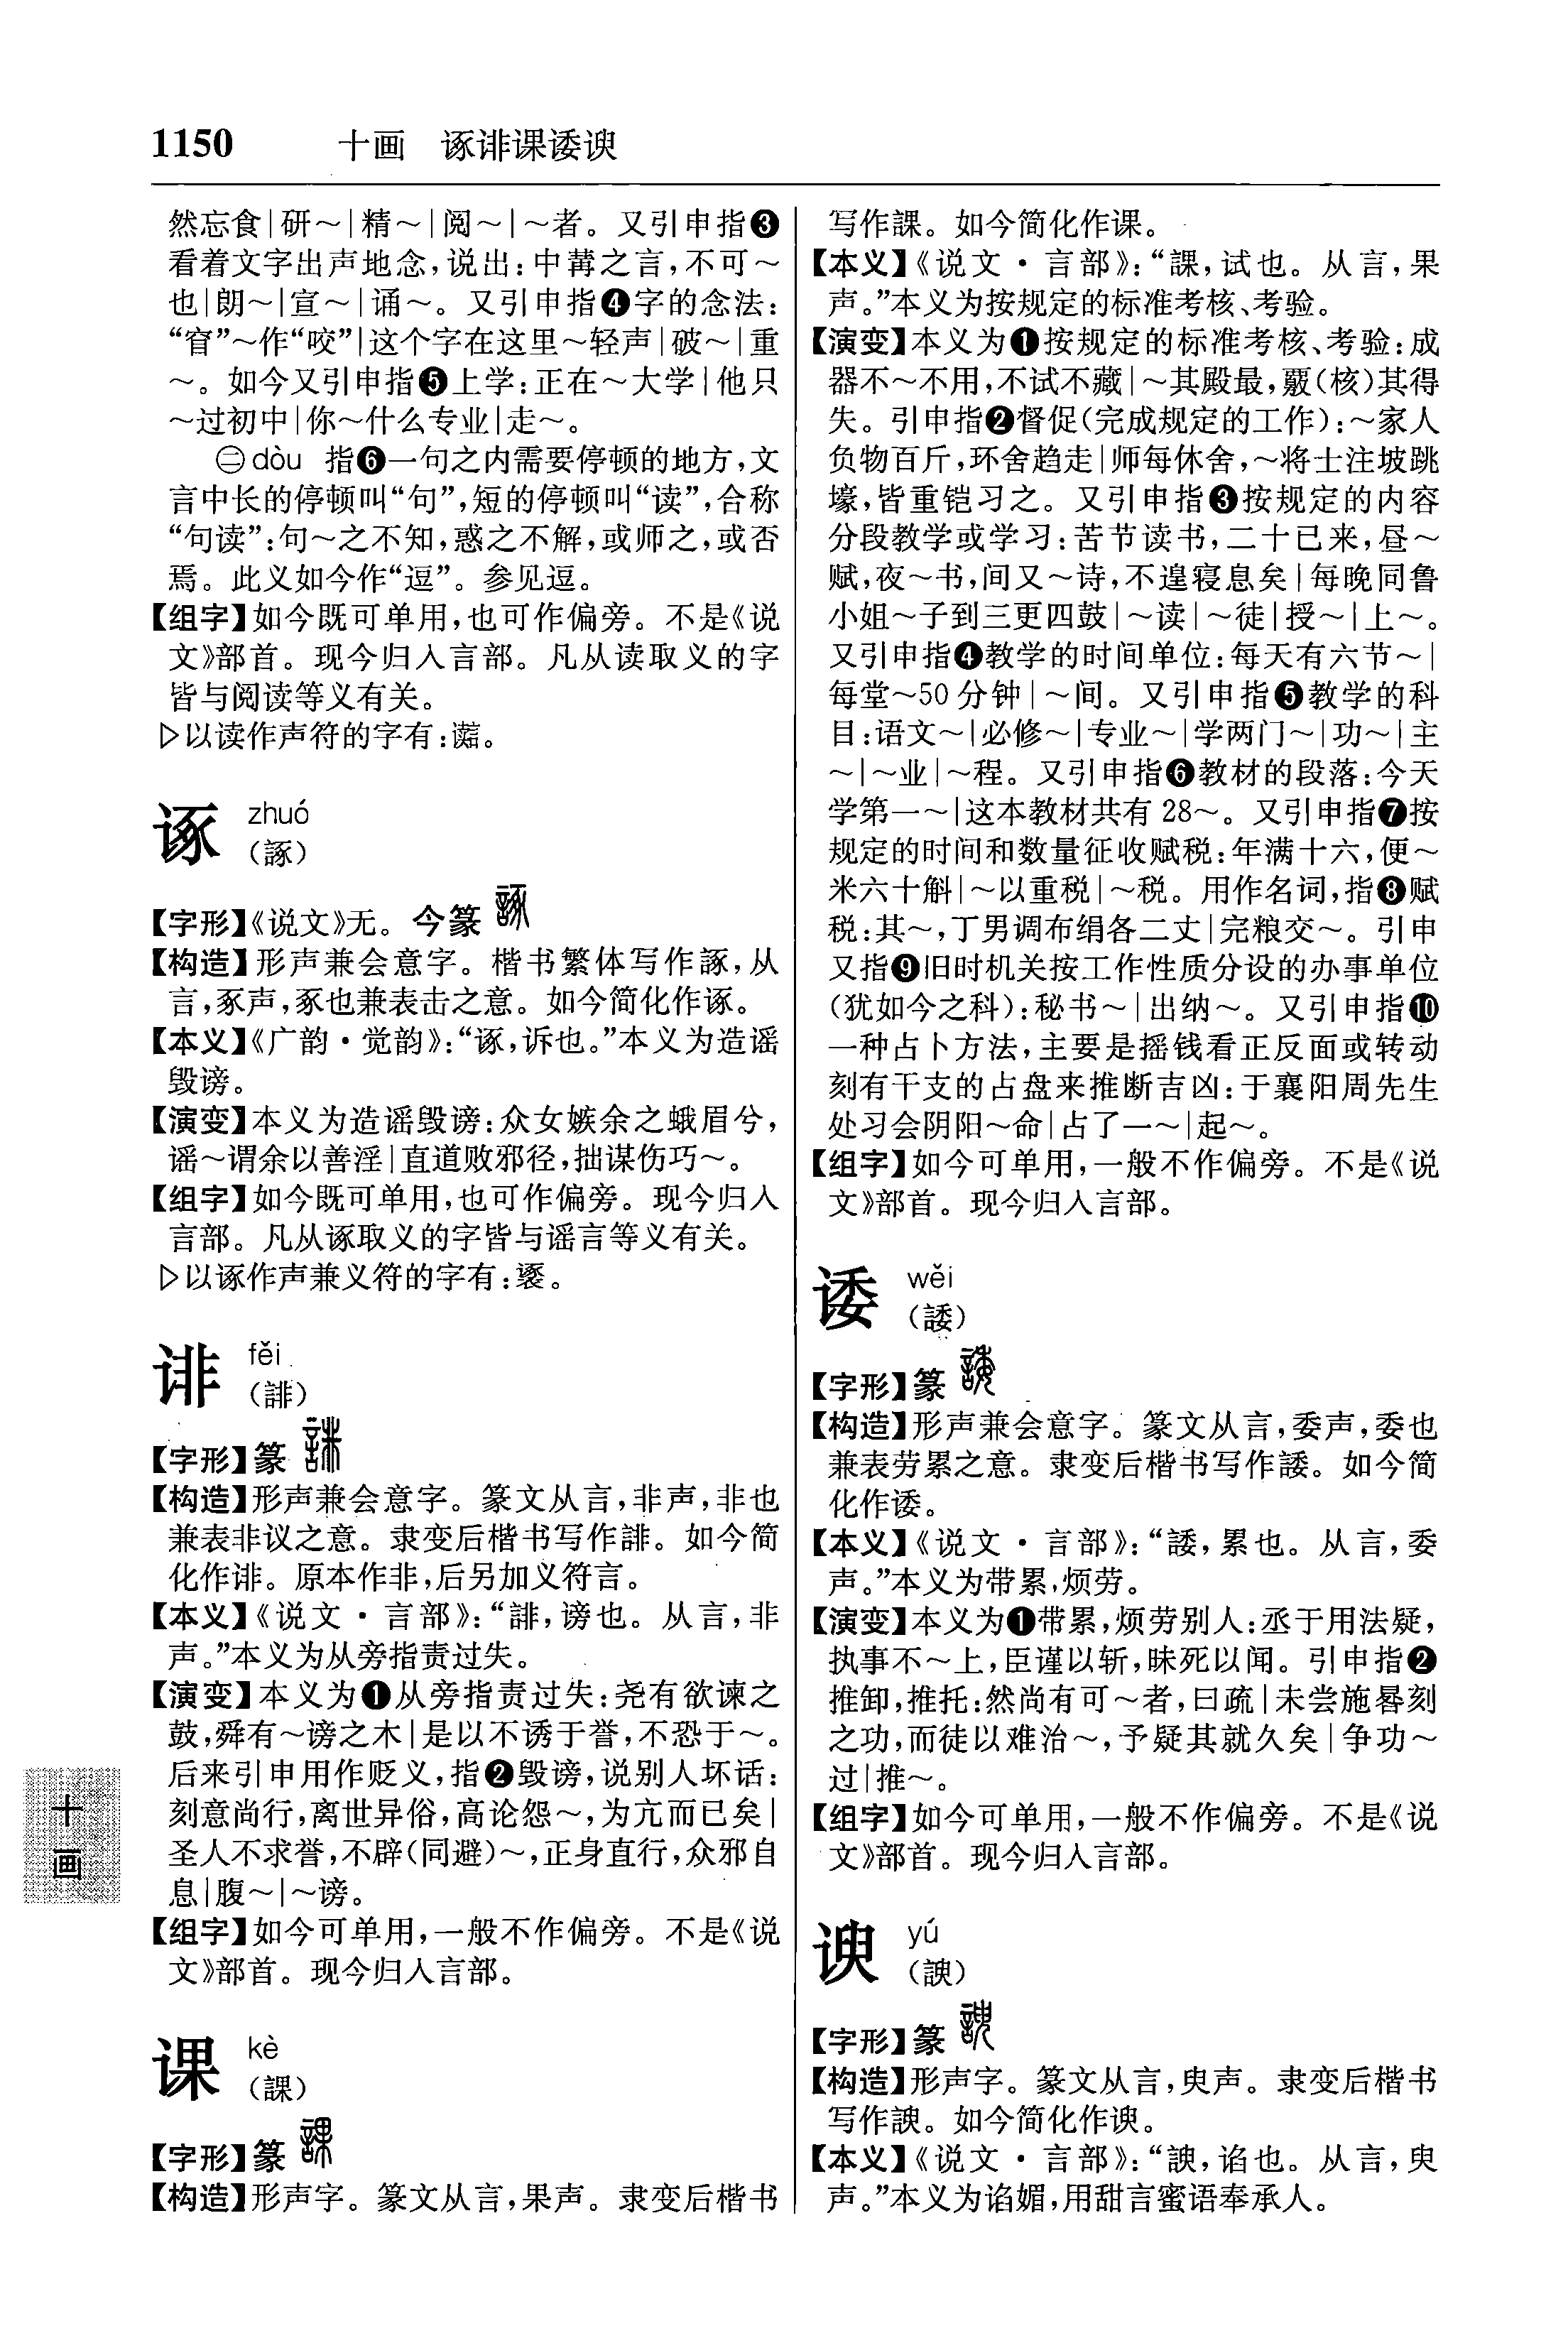 1150 十画 诼诽课诿谀
然忘食|研～|精～|阅～|～者。又引申指❸
看着文字出声地念,说出:中冓之言,不可～
也|朗～|宣～|诵～。又引申指❹字的念法:
“窅”～作“咬”|这个字在这里～轻声|破～|重
～。如今又引申指❺上学:正在～大学|他只
～过初中|你～什么专业|走～。
㊁dòu 指❻一句之内需要停顿的地方,文
言中长的停顿叫“句”,短的停顿叫“读”,合称
“句读”:句～之不知,惑之不解,或师之,或否
焉。此义如今作“逗”。参见逗。
【组字】如今既可单用,也可作偏旁。不是《说
文》部首。现今归入言部。凡从读取义的字
皆与阅读等义有关。
▷以读作声符的字有:
诼 zhuó
(諑)
【字形】《说文》无。今篆
【构造】形声兼会意字。楷书繁体写作諑,从
言,豖声,豖也兼表击之意。如今简化作诼。
【本义】《广韵·觉韵》:“诼,诉也。”本义为造谣
毁谤。
【演变】本义为造谣毁谤:众女嫉余之蛾眉兮,
谣～谓余以善淫|直道败邪径,拙谋伤巧～。
【组字】如今既可单用,也可作偏旁。现今归入
言部。凡从诼取义的字皆与谣言等义有关。
▷以诼作声兼义符的字有:
诽 fěi
(誹)
【字形】篆
【构造】形声兼会意字。篆文从言,非声,非也
兼表非议之意。隶变后楷书写作誹。如今简
化作诽。原本作非,后另加义符言。
【本义】《说文·言部》:“誹,谤也。从言,非
声。”本义为从旁指责过失。
【演变】本义为❶从旁指责过失:尧有欲谏之
鼓,舜有～谤之木|是以不诱于誉,不恐于～。
后来引申用作贬义,指❷毁谤,说别人坏话:
刻意尚行,离世异俗,高论怨～,为亢而已矣|
圣人不求誉,不辟(同避)～,正身直行,众邪自
息|腹～|～谤。
【组字】如今可单用,一般不作偏旁。不是《说
文》部首。现今归入言部。
课 kè
(課)
【字形】篆
【构造】形声字。篆文从言,果声。隶变后楷书
写作課。如今简化作课。
【本义】《说文·言部》:“課,试也。从言,果
声。”本义为按规定的标准考核、考验。
【演变】本义为❶按规定的标准考核、考验:成
器不～不用,不试不藏|～其殿最,覈(核)其得
失。引申指❷督促(完成规定的工作):～家人
负物百斤,环舍趋走|师每休舍,～将士注坡跳
壕,皆重铠习之。又引申指❸按规定的内容
分段教学或学习:苦节读书,二十已来,昼～
赋,夜～书,间又～诗,不遑寝息矣|每晚同鲁
小姐～子到三更四鼓|～读|～徒|授～|上～。
又引申指❹教学的时间单位:每天有六节～|
每堂～50分钟|～间。又引申指❺教学的科
目:语文～|必修～|专业～|学两门～|功～|主
～|～业|～程。又引申指❻教材的段落:今天
学第一～|这本教材共有28～。又引申指❼按
规定的时间和数量征收赋税:年满十六,便～
米六十斛|～以重税|～税。用作名词,指❽赋
税:其～,丁男调布绢各二丈|完粮交～。引申
又指❾旧时机关按工作性质分设的办事单位
(犹如今之科):秘书～|出纳～。又引申指❿
一种占卜方法,主要是摇钱看正反面或转动
刻有干支的占盘来推断吉凶:于襄阳周先生
处习会阴阳～命|占了一～|起～。
【组字】如今可单用,一般不作偏旁。不是《说
文》部首。现今归入言部。
诿 wěi
(諉)
【字形】篆
【构造】形声兼会意字。篆文从言,委声,委也
兼表劳累之意。隶变后楷书写作諉。如今简
化作诿。
【本义】《说文·言部》:“諉,累也。从言,委
声。”本义为带累,烦劳。
【演变】本义为❶带累,烦劳别人:丞于用法疑,
执事不～上,臣谨以斩,昧死以闻。引申指❷
推卸,推托:然尚有可～者,曰疏|未尝施晷刻
之功,而徒以难治～,予疑其就久矣|争功～
过|推～。
【组字】如今可单用,一般不作偏旁。不是《说
文》部首。现今归入言部。
谀 yú
(諛)
【字形】篆
【构造】形声字。篆文从言,臾声。隶变后楷书
写作諛。如今简化作谀。
【本义】《说文·言部》:“諛,谄也。从言,臾
声。”本义为谄媚,用甜言蜜语奉承人。
十
画